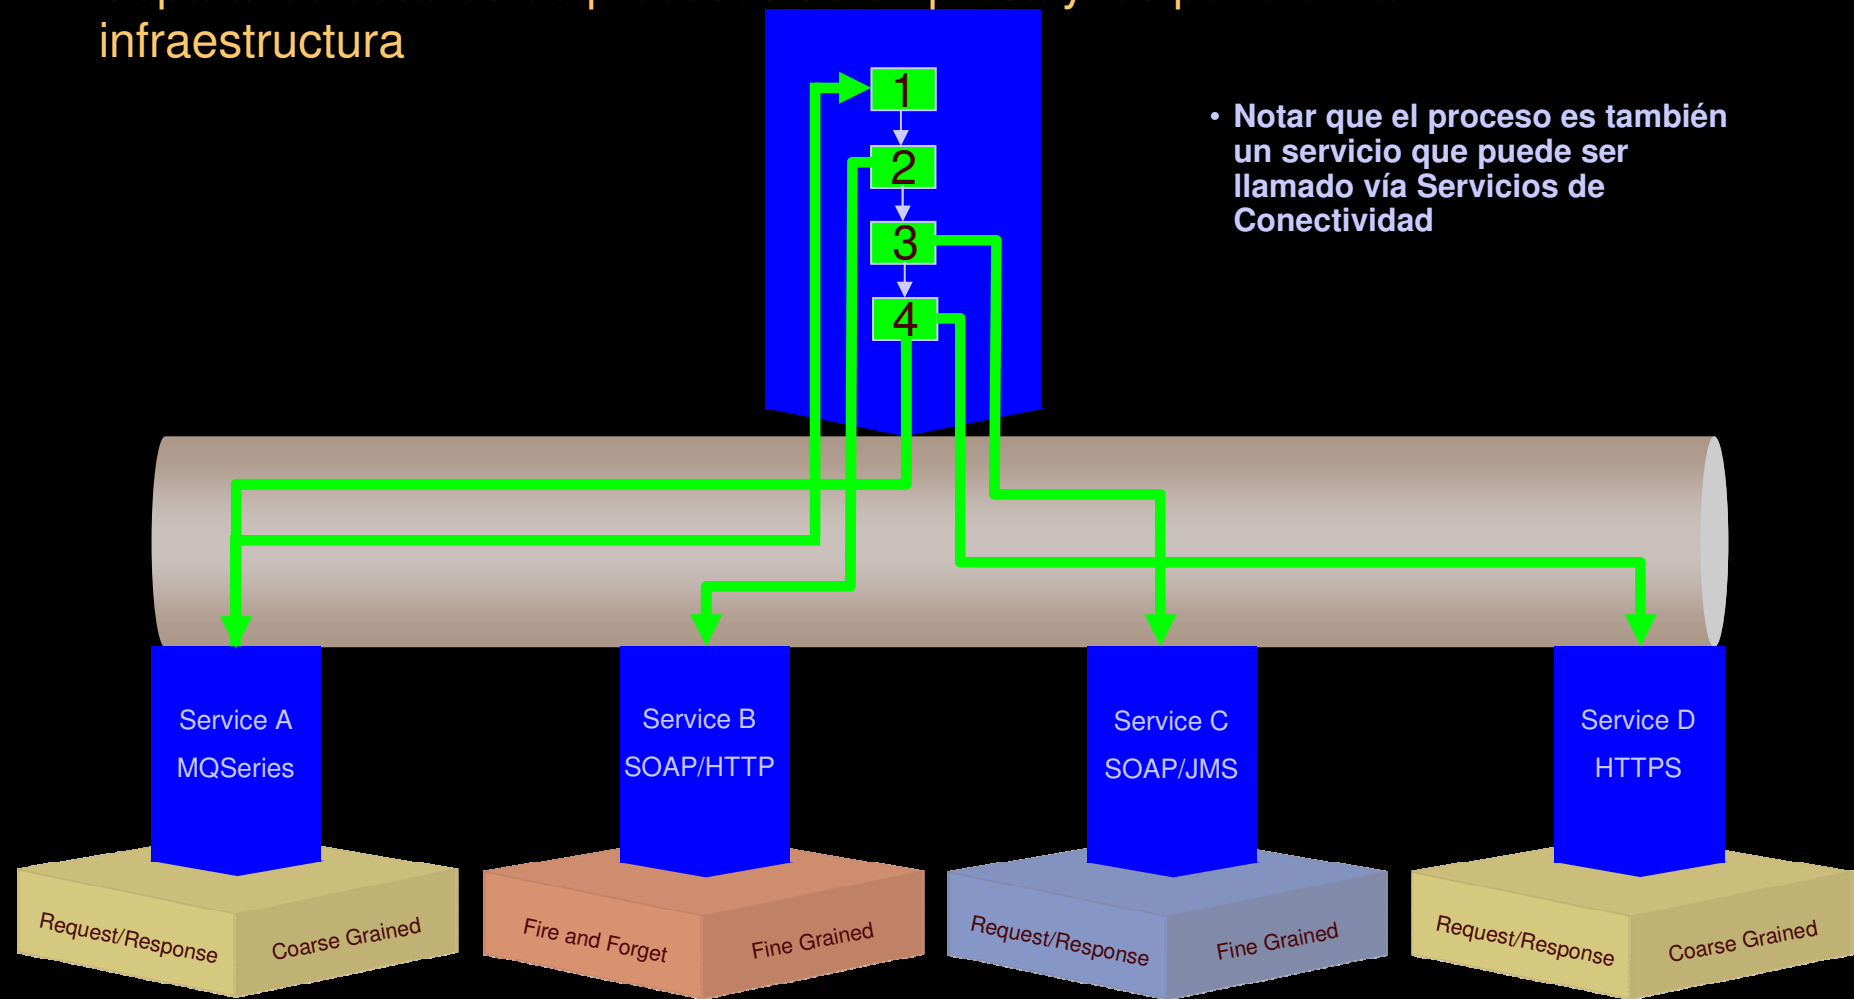 infraestructura
1
2
3
4
• Notar que el proceso es también
un servicio que puede ser
llamado vía Servicios de
Conectividad
Service A
MQSeries
Service B
SOAP/HTTP
Service C
SOAP/JMS
Service D
HTTPS
Request/Response
Coarse Grained
Fire and Forget
Fine Grained
Request/Response
Fine Grained
Request/Response
Coarse Grained